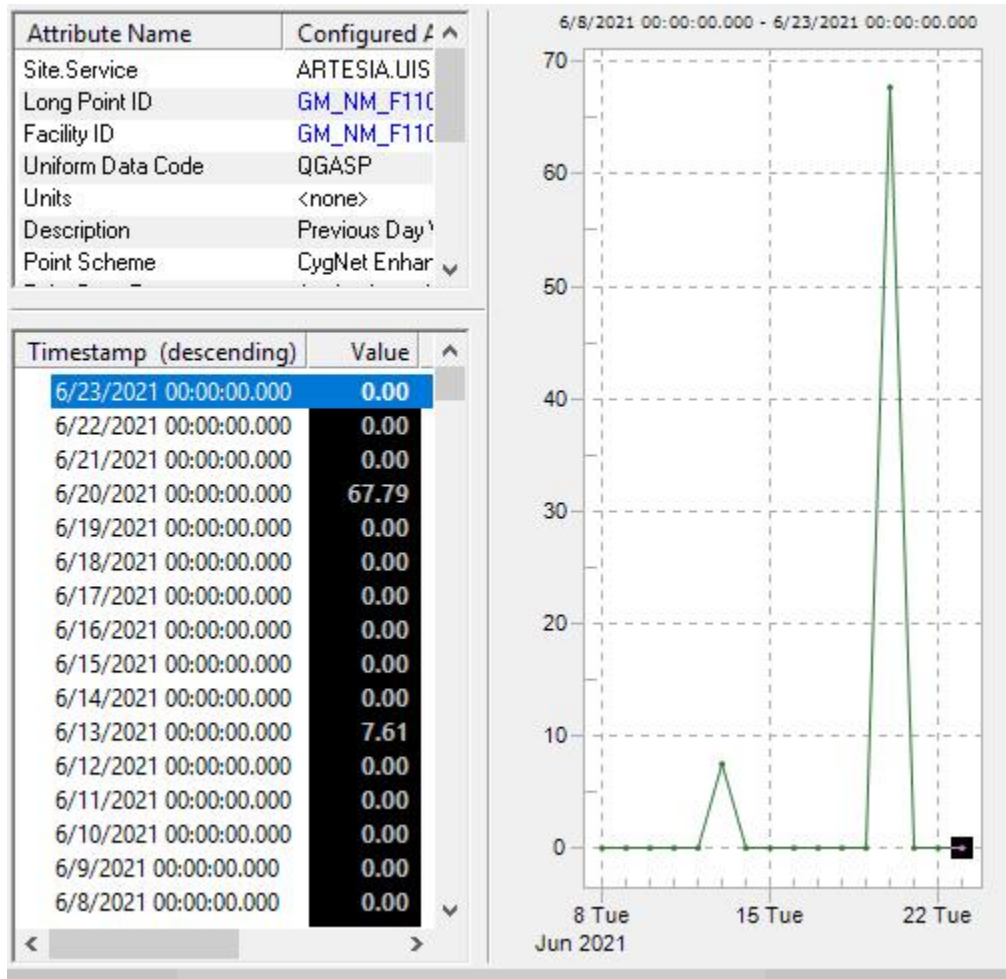 Attribute Name Configured A
Site.Service ARTESIA.UIS
Long Point ID GM_NM_F110
Facility ID GM_NM_F110
Uniform Data Code QGASP
Units <none>
Description Previous Day
Point Scheme CygNet Enhar
Timestamp (descending) Value
6/23/2021 00:00:00.000 0.00
6/22/2021 00:00:00.000 0.00
6/21/2021 00:00:00.000 0.00
6/20/2021 00:00:00.000 67.79
6/19/2021 00:00:00.000 0.00
6/18/2021 00:00:00.000 0.00
6/17/2021 00:00:00.000 0.00
6/16/2021 00:00:00.000 0.00
6/15/2021 00:00:00.000 0.00
6/14/2021 00:00:00.000 0.00
6/13/2021 00:00:00.000 7.61
6/12/2021 00:00:00.000 0.00
6/11/2021 00:00:00.000 0.00
6/10/2021 00:00:00.000 0.00
6/9/2021 00:00:00.000 0.00
6/8/2021 00:00:00.000 0.00
6/8/2021 00:00:00.000 - 6/23/2021 00:00:00.000
70
60
50
40
30
20
10
0
8 Tue 15 Tue 22 Tue
Jun 2021